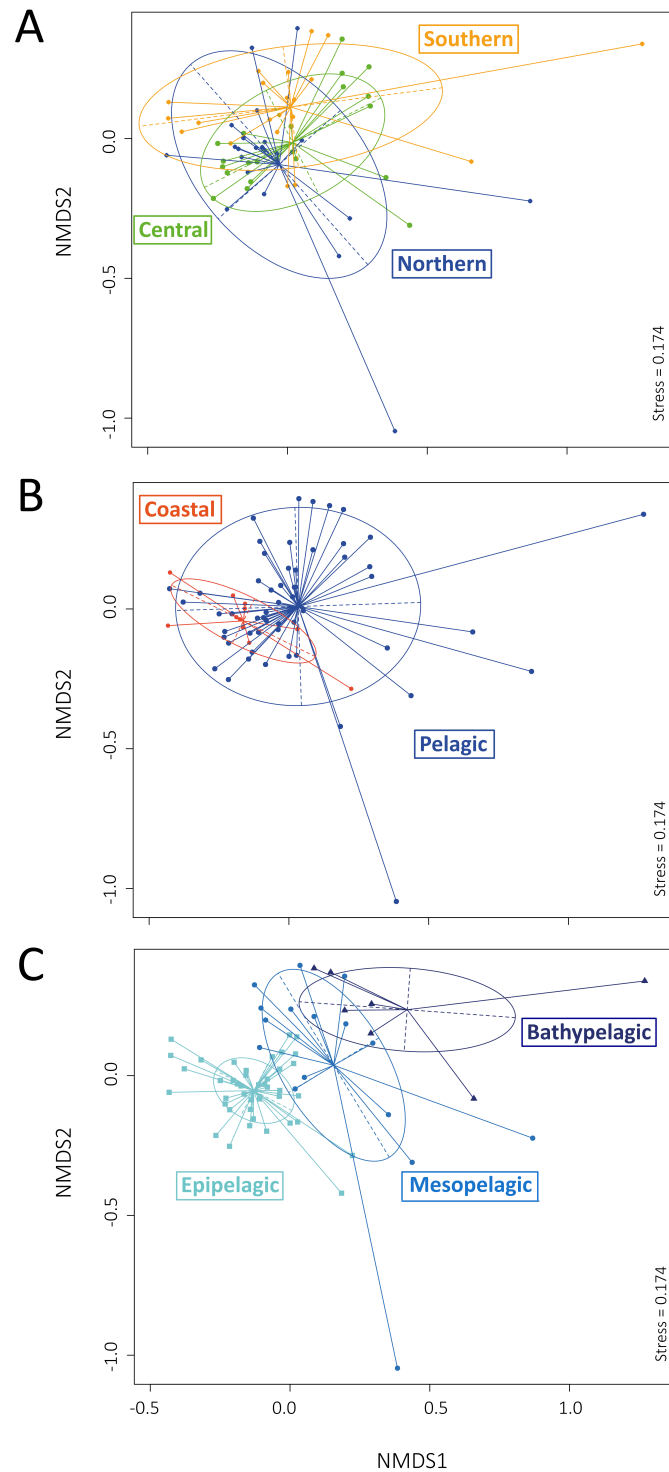 A
Southern
Central
Northern
NMDS2
0.0
-0.5
-1.0
Stress = 0.174
B
Coastal
Pelagic
NMDS2
0.0
-0.5
-1.0
Stress = 0.174
C
Bathypelagic
Epipelagic
Mesopelagic
NMDS2
0.0
-0.5
-1.0
Stress = 0.174
-0.5 0.0 0.5 1.0
NMDS1